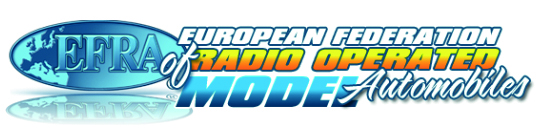 EFRA
EUROPEAN FEDERATION
of RADIO OPERATED
MODEL Automobiles